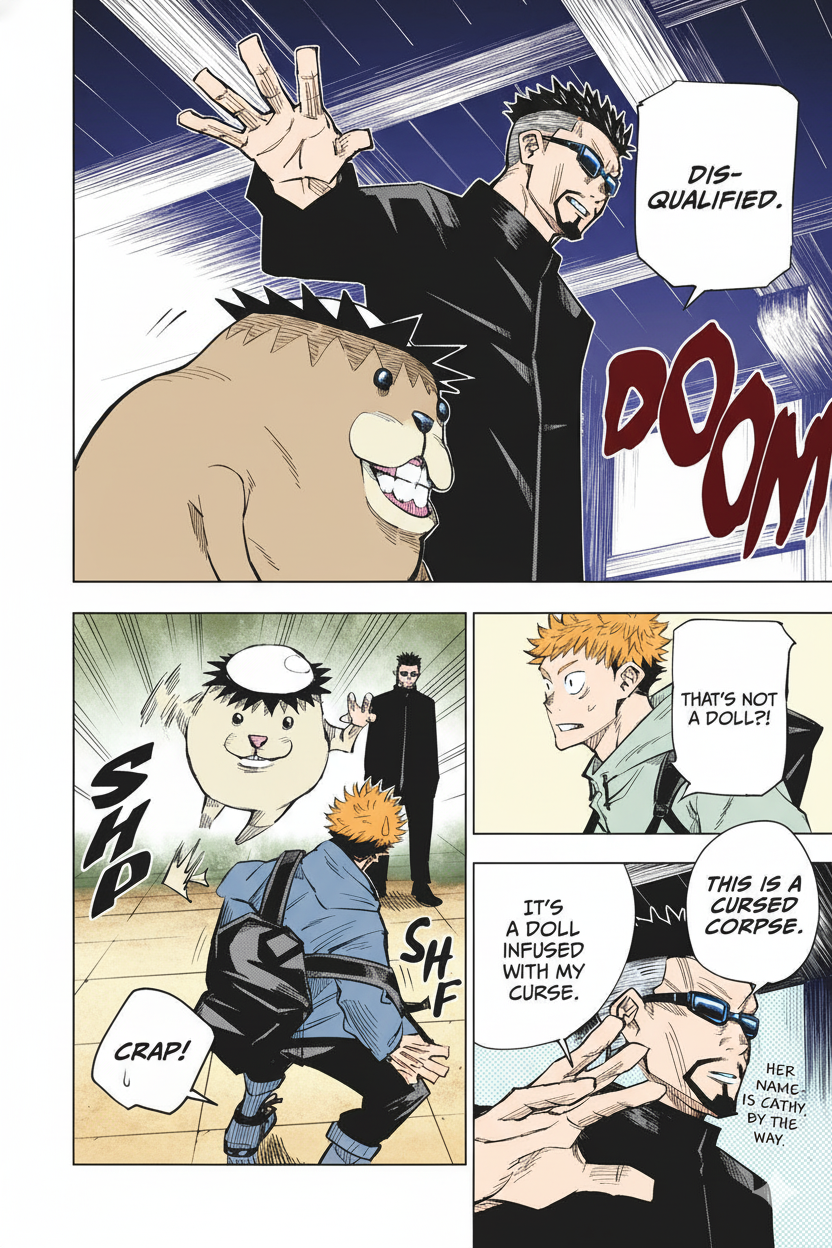 DIS-
QUALIFIED.
DOOM
THAT'S NOT
A DOLL?!
SHP
SHF
CRAP!
THIS IS A
CURSED
CORPSE.
IT'S
A DOLL
INFUSED
WITH MY
CURSE.
HER
NAME
IS CATHY,
BY THE
WAY.